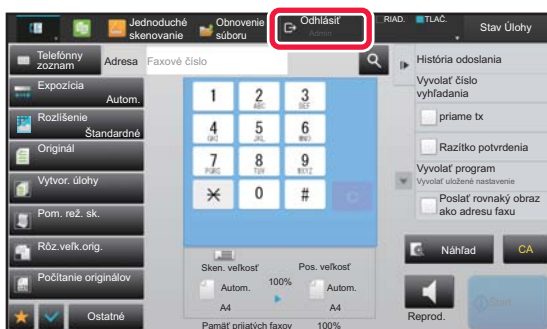 Jednoduché
skenovanie
Obnovenie
súboru
Odhlásiť
Admin
RIAD.
TLAČ.
Stav Úlohy
Telefónny
zoznam
Adresa
Faxové číslo
Expozícia
Autom.
Rozlíšenie
Štandardné
Originál
Vytvor. úlohy
Pom. rež. sk.
Rôz.veľk.orig.
Počítanie originálov
Ostatné
1
2
ABC
3
DEF
4
GHI
5
JKL
6
MNO
7
PQRS
8
TUV
9
WXYZ
0
#
Sken. veľkosť
Pos. veľkosť
Autom.
100%
Autom.
A4
A4
Pamäť prijatých faxov 100%
História odoslania
Vyvolať číslo
vyhľadania
priame tx
Razítko potvrdenia
Vyvolať program
Vyvolať uložené nastavenie
Poslať rovnaký obraz
ako adresu faxu
Náhľad
CA
Reprod.
Štart